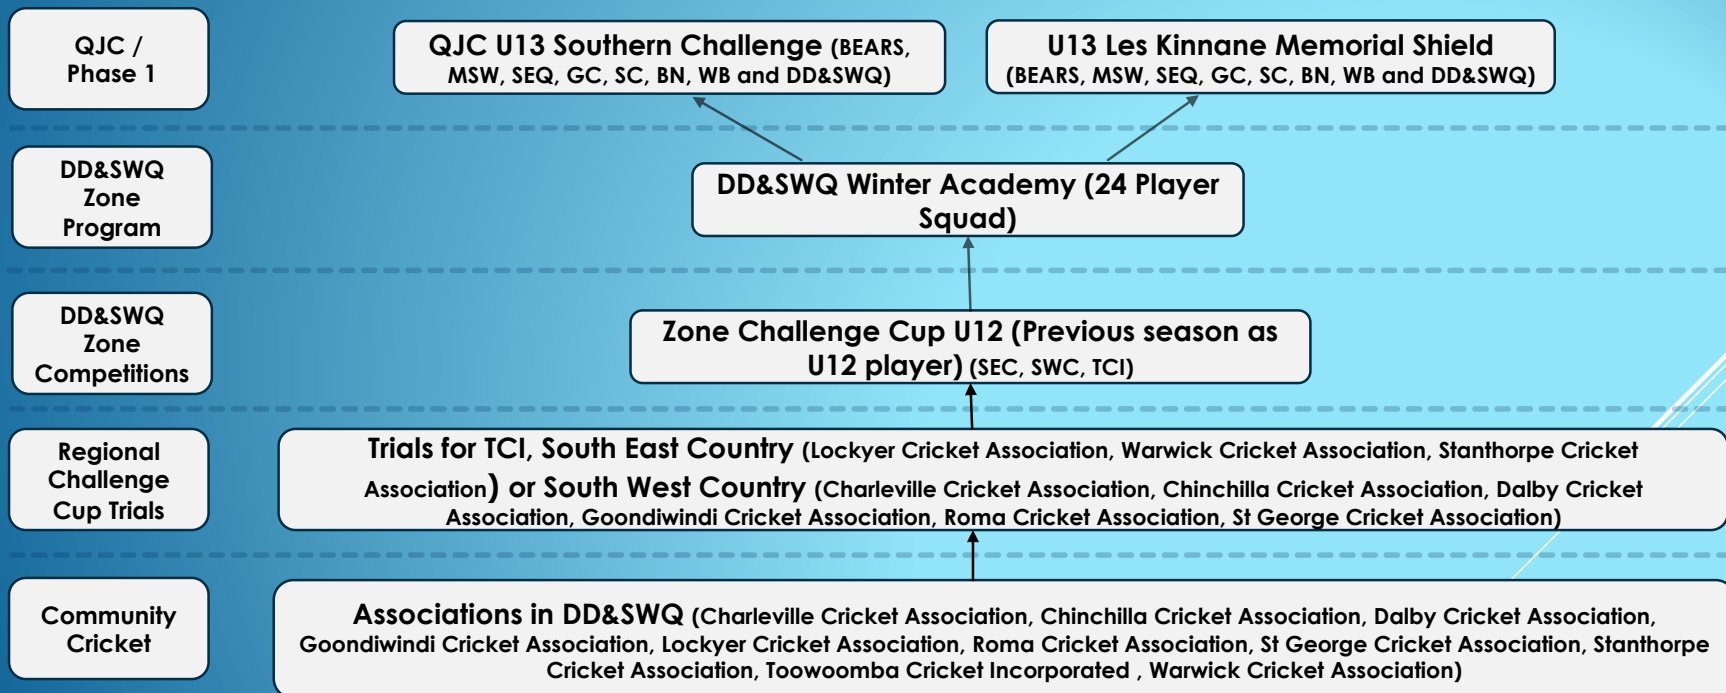 QJC /
Phase 1
QJC U13 Southern Challenge (BEARS,
MSW, SEQ, GC, SC, BN, WB and DD&SWQ)
U13 Les Kinnane Memorial Shield
(BEARS, MSW, SEQ, GC, SC, BN, WB and DD&SWQ)
DD&SWQ
Zone
Program
DD&SWQ Winter Academy (24 Player
Squad)
DD&SWQ
Zone
Competitions
Zone Challenge Cup U12 (Previous season as
U12 player) (SEC, SWC, TCI)
Regional
Challenge
Cup Trials
Trials for TCI, South East Country (Lockyer Cricket Association, Warwick Cricket Association, Stanthorpe Cricket
Association) or South West Country (Charleville Cricket Association, Chinchilla Cricket Association, Dalby Cricket
Association, Goondiwindi Cricket Association, Roma Cricket Association, St George Cricket Association)
Community
Cricket
Associations in DD&SWQ (Charleville Cricket Association, Chinchilla Cricket Association, Dalby Cricket Association,
Goondiwindi Cricket Association, Lockyer Cricket Association, Roma Cricket Association, St George Cricket Association, Stanthorpe
Cricket Association, Toowoomba Cricket Incorporated , Warwick Cricket Association)